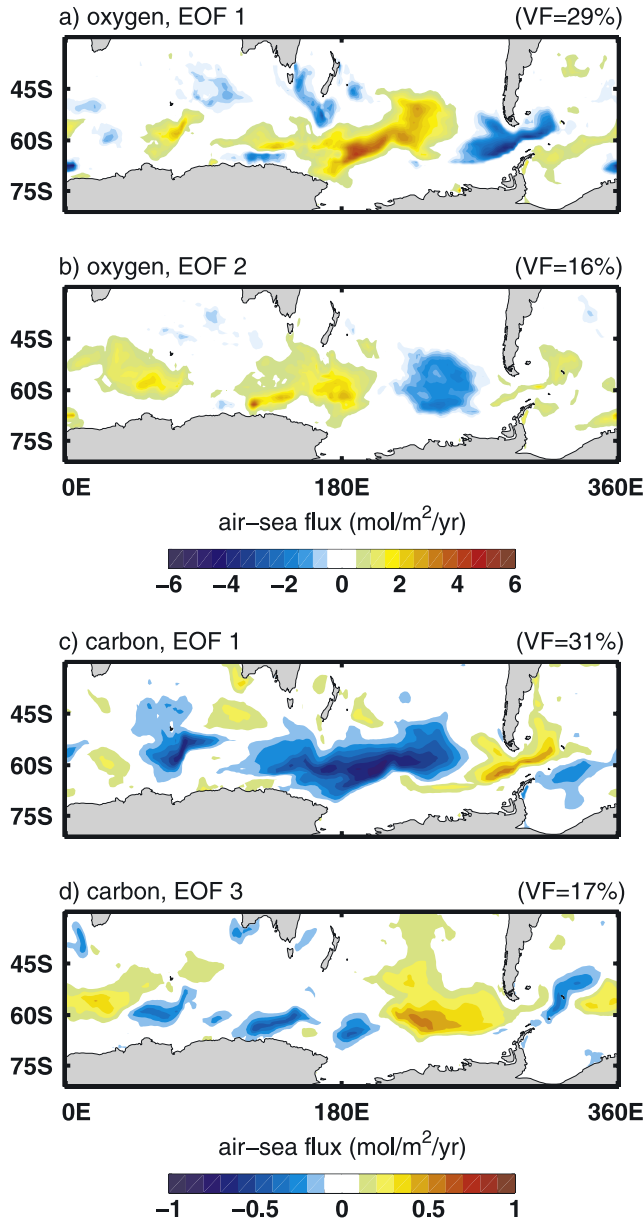 a) oxygen, EOF 1 (VF=29%)
45S
60S
75S
b) oxygen, EOF 2 (VF=16%)
45S
60S
75S
0E 180E 360E
air−sea flux (mol/m²/yr)
−6 −4 −2 0 2 4 6
c) carbon, EOF 1 (VF=31%)
45S
60S
75S
d) carbon, EOF 3 (VF=17%)
45S
60S
75S
0E 180E 360E
air−sea flux (mol/m²/yr)
−1 −0.5 0 0.5 1